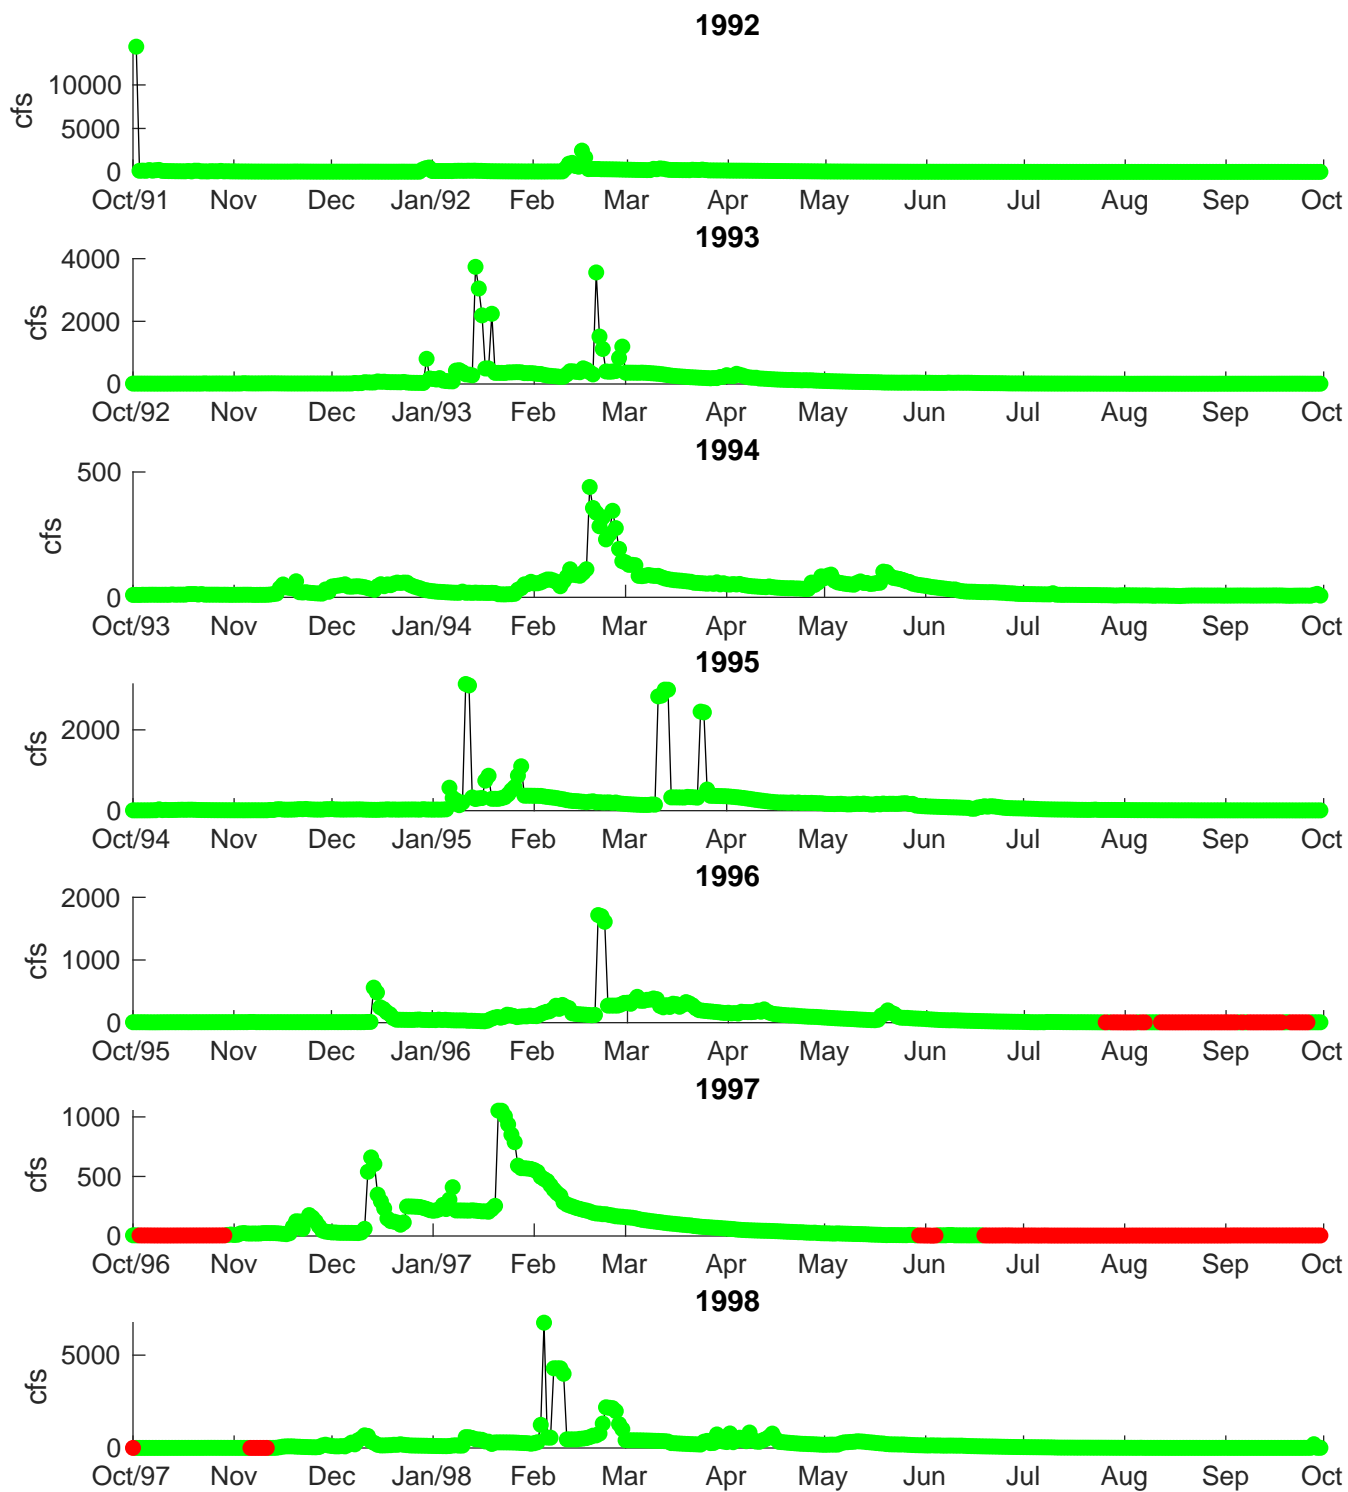 1992
cfs
10000
5000
0
Oct/91 Nov Dec Jan/92 Feb Mar Apr May Jun Jul Aug Sep Oct
1993
cfs
4000
2000
0
Oct/92 Nov Dec Jan/93 Feb Mar Apr May Jun Jul Aug Sep Oct
1994
cfs
500
0
Oct/93 Nov Dec Jan/94 Feb Mar Apr May Jun Jul Aug Sep Oct
1995
cfs
2000
0
Oct/94 Nov Dec Jan/95 Feb Mar Apr May Jun Jul Aug Sep Oct
1996
cfs
2000
1000
0
Oct/95 Nov Dec Jan/96 Feb Mar Apr May Jun Jul Aug Sep Oct
1997
cfs
1000
500
0
Oct/96 Nov Dec Jan/97 Feb Mar Apr May Jun Jul Aug Sep Oct
1998
cfs
5000
0
Oct/97 Nov Dec Jan/98 Feb Mar Apr May Jun Jul Aug Sep Oct